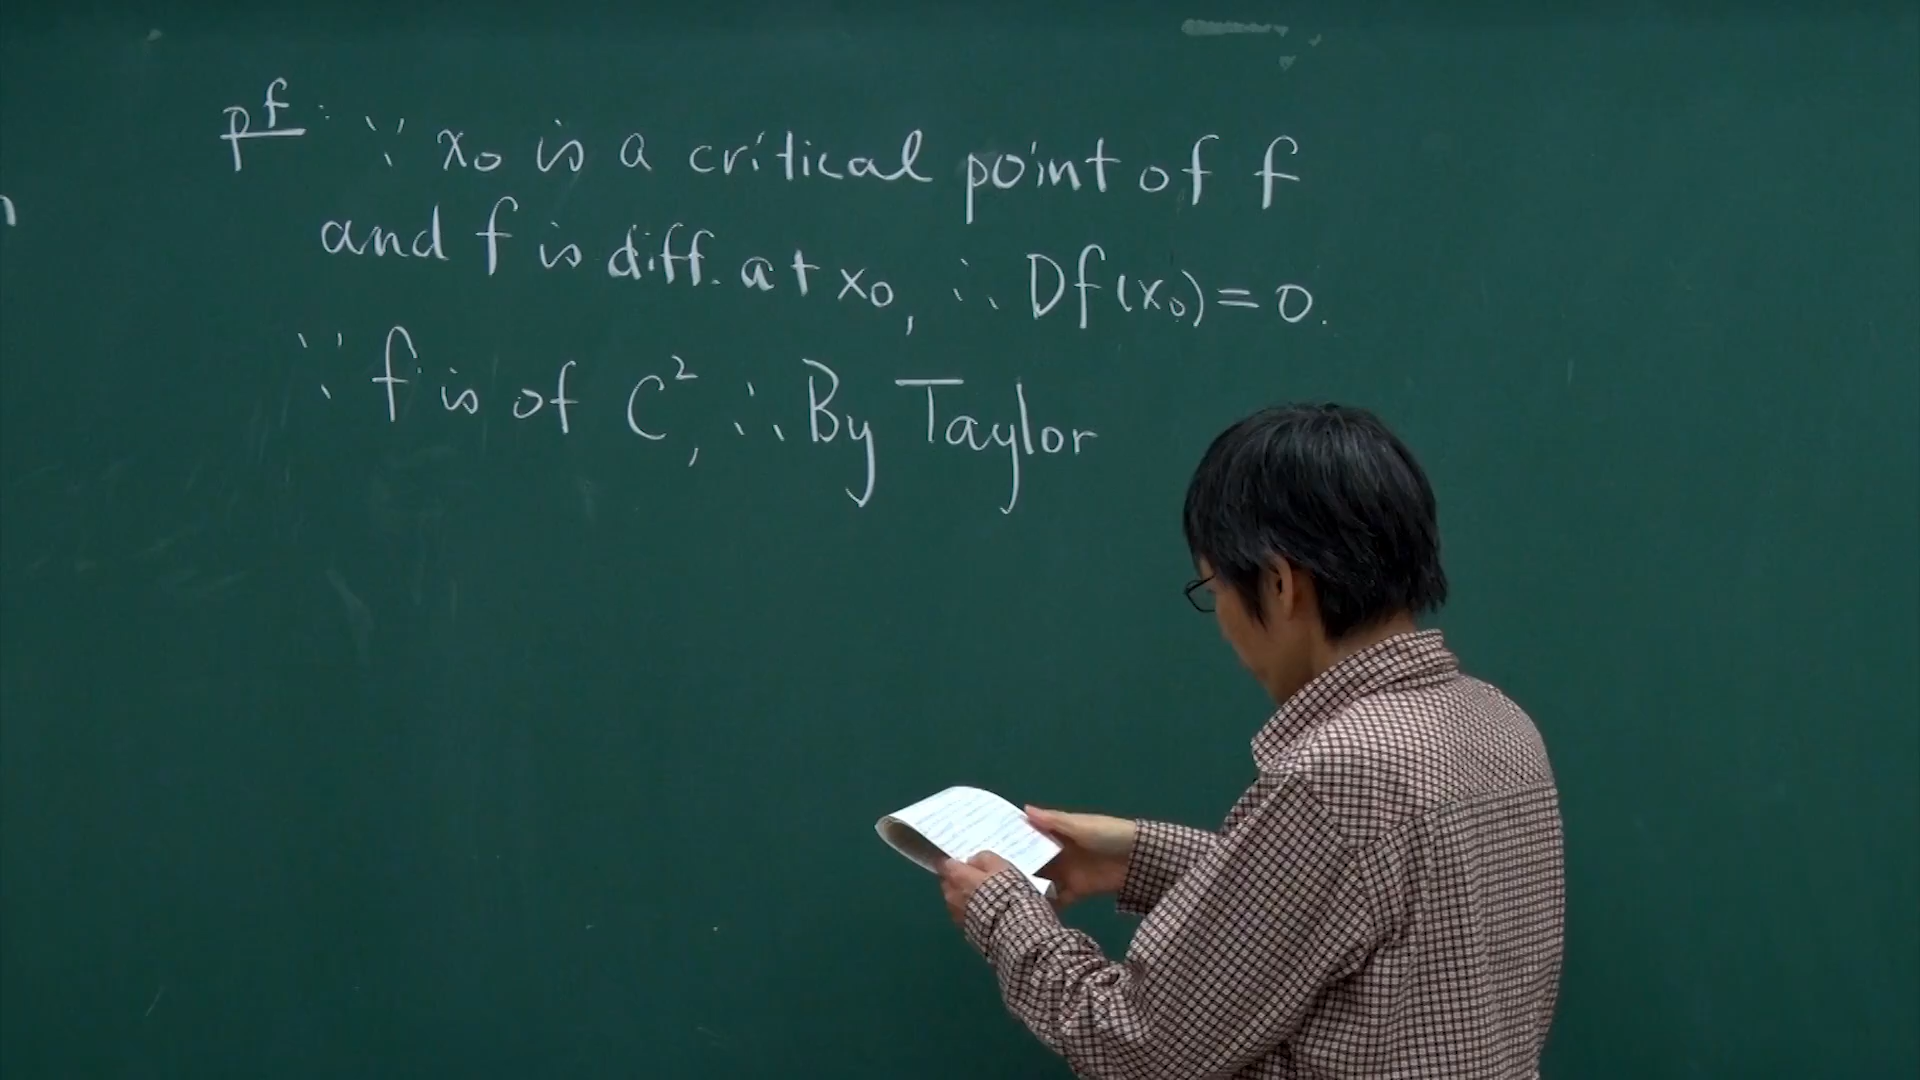 pf: ∵ x₀ is a critical point of f
and f is diff. at x₀, ∴ Df(x₀)=0.
∵ f is of C², ∴ By Taylor